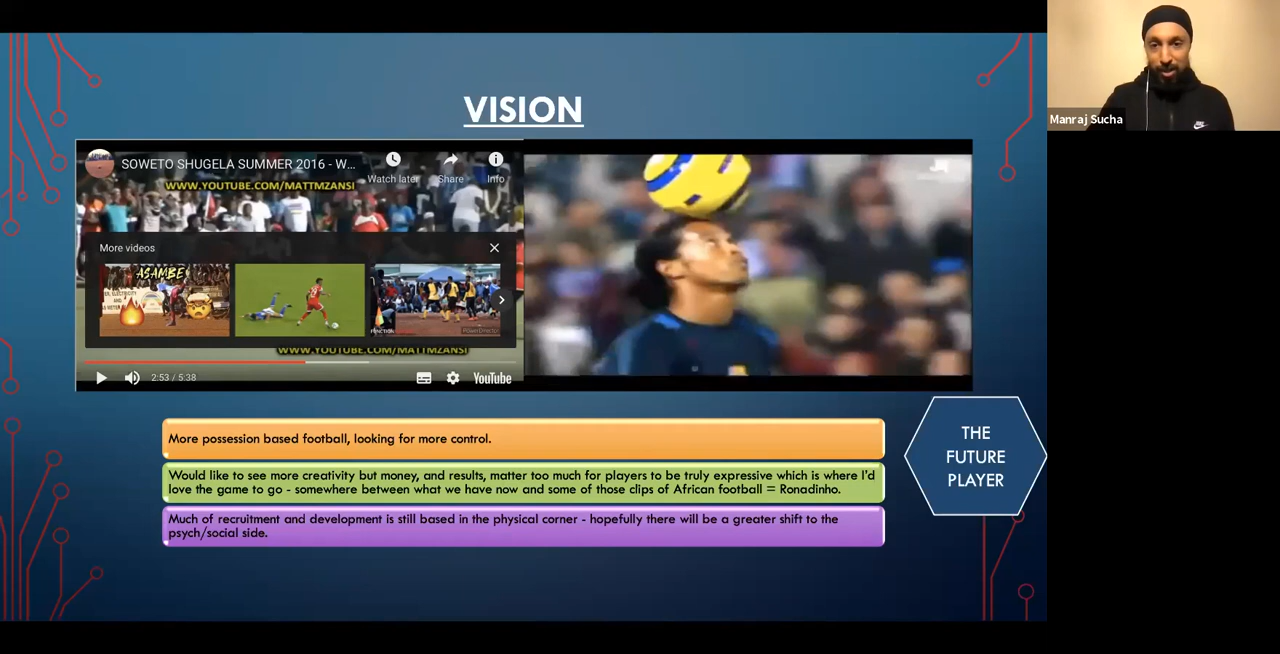 VISION
SOWETO SHUGELA SUMMER 2016 - W...
Watch later
Share
Info
WWW.YOUTUBE.COM/MATTMZANSI
More videos
ASAMBE
WWW.YOUTUBE.COM/MATTMZANSI
2:53 / 5:38
YouTube
More possession based football, looking for more control.
Would like to see more creativity but money, and results, matter too much for players to be truly expressive which is where I'd
love the game to go - somewhere between what we have now and some of those clips of African football = Ronadinho.
Much of recruitment and development is still based in the physical corner - hopefully there will be a greater shift to the
psych/social side.
THE
FUTURE
PLAYER
Manraj Sucha